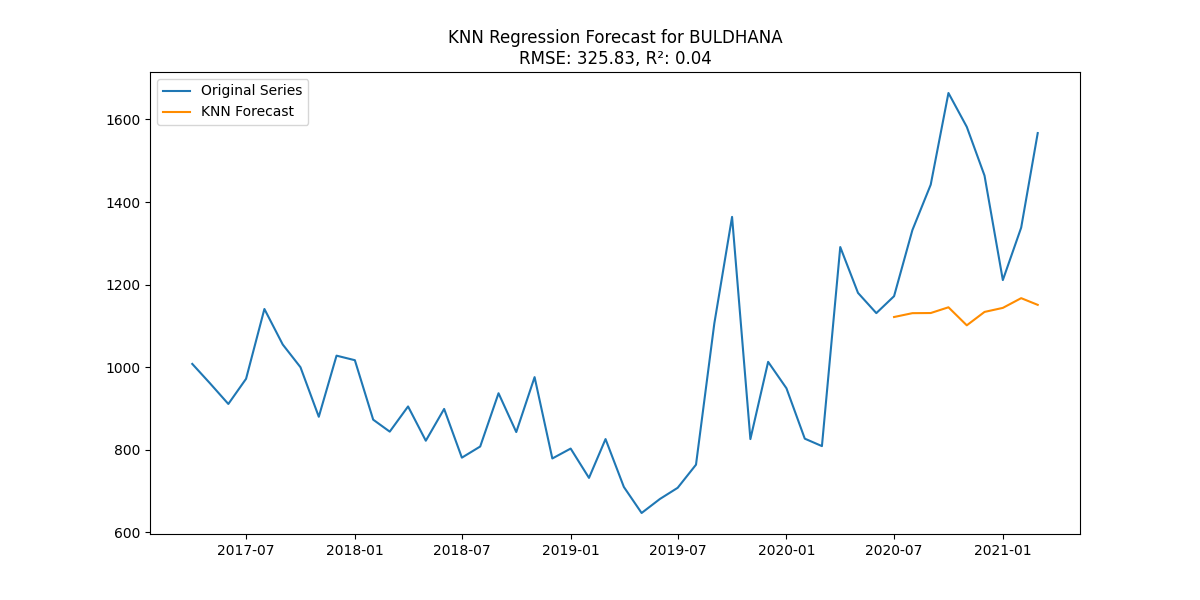 KNN Regression Forecast for BULDHANA
RMSE: 325.83, R²: 0.04
Original Series
KNN Forecast
1600
1400
1200
1000
800
600
2017-07 2018-01 2018-07 2019-01 2019-07 2020-01 2020-07 2021-01